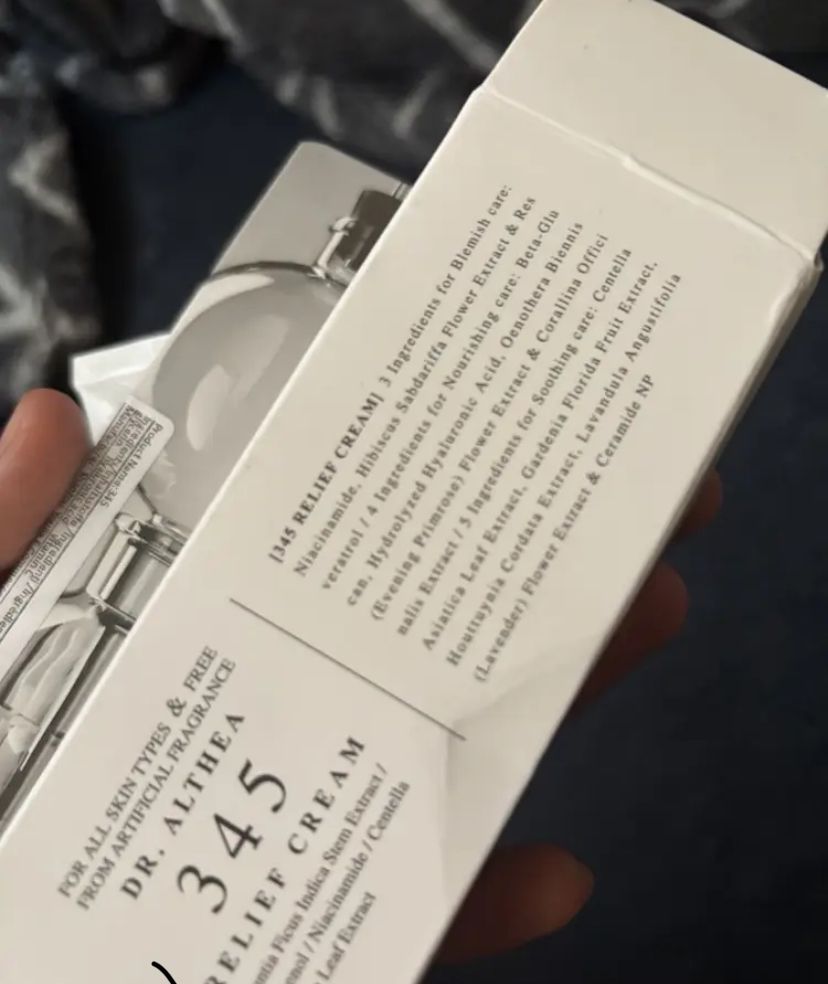 [345 RELIEF CREAM] 3 Ingredients for Blemish care:
Niacinamide, Hibiscus Sabdariffa Flower Extract & Res
veratrol / 4 Ingredients for Nourishing care: Beta-Glu
can, Hydrolyzed Hyaluronic Acid, Oenothera Biennis
(Evening Primrose) Flower Extract & Corallina Offici
nalis Extract / 5 Ingredients for Soothing care: Centella
Asiatica Leaf Extract, Gardenia Florida Fruit Extract,
Houttuynia Cordata Extract, Lavandula Angustifolia
(Lavender) Flower Extract & Ceramide NP
FOR ALL SKIN TYPES & FREE
FROM ARTIFICIAL FRAGRANCE
DR. ALTHEA
345
RELIEF CREAM
Ficus Indica Stem Extract /
/ Niacinamide / Centella
Leaf Extract
Product Name: 345